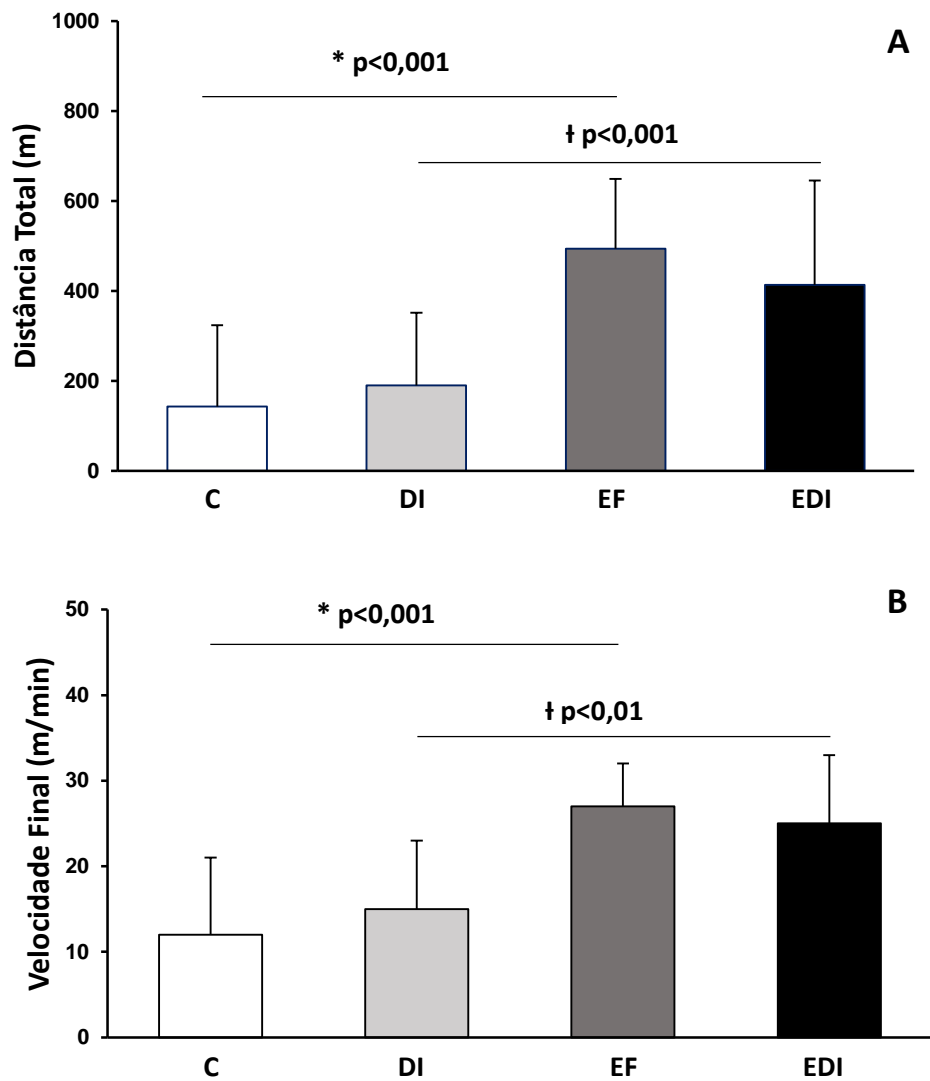 A
1000
* p<0,001
800
ƚ p<0,001
600
400
200
0
Distância Total (m)
C DI EF EDI
B
50
* p<0,001
40
ƚ p<0,01
30
20
10
0
Velocidade Final (m/min)
C DI EF EDI